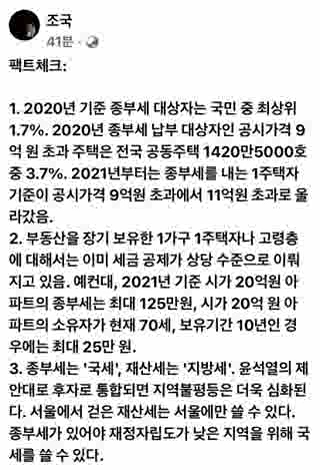 조국
41분 ·
팩트체크:
1. 2020년 기준 종부세 대상자는 국민 중 최상위
1.7%. 2020년 종부세 납부 대상자인 공시가격 9
억 원 초과 주택은 전국 공동주택 1420만5000호
중 3.7%. 2021년부터는 종부세를 내는 1주택자
기준이 공시가격 9억원 초과에서 11억원 초과로 올
라갔음.
2. 부동산을 장기 보유한 1가구 1주택자나 고령층
에 대해서는 이미 세금 공제가 상당 수준으로 이뤄
지고 있음. 예컨대, 2021년 기준 시가 20억원 아
파트의 종부세는 최대 125만원, 시가 20억 원 아
파트의 소유자가 현재 70세, 보유기간 10년인 경
우에는 최대 25만 원.
3. 종부세는 '국세', 재산세는 '지방세'. 윤석열의 제
안대로 후자로 통합되면 지역불평등은 더욱 심화된
다. 서울에서 걷은 재산세는 서울에만 쓸 수 있다.
종부세가 있어야 재정자립도가 낮은 지역을 위해 국
세를 쓸 수 있다.